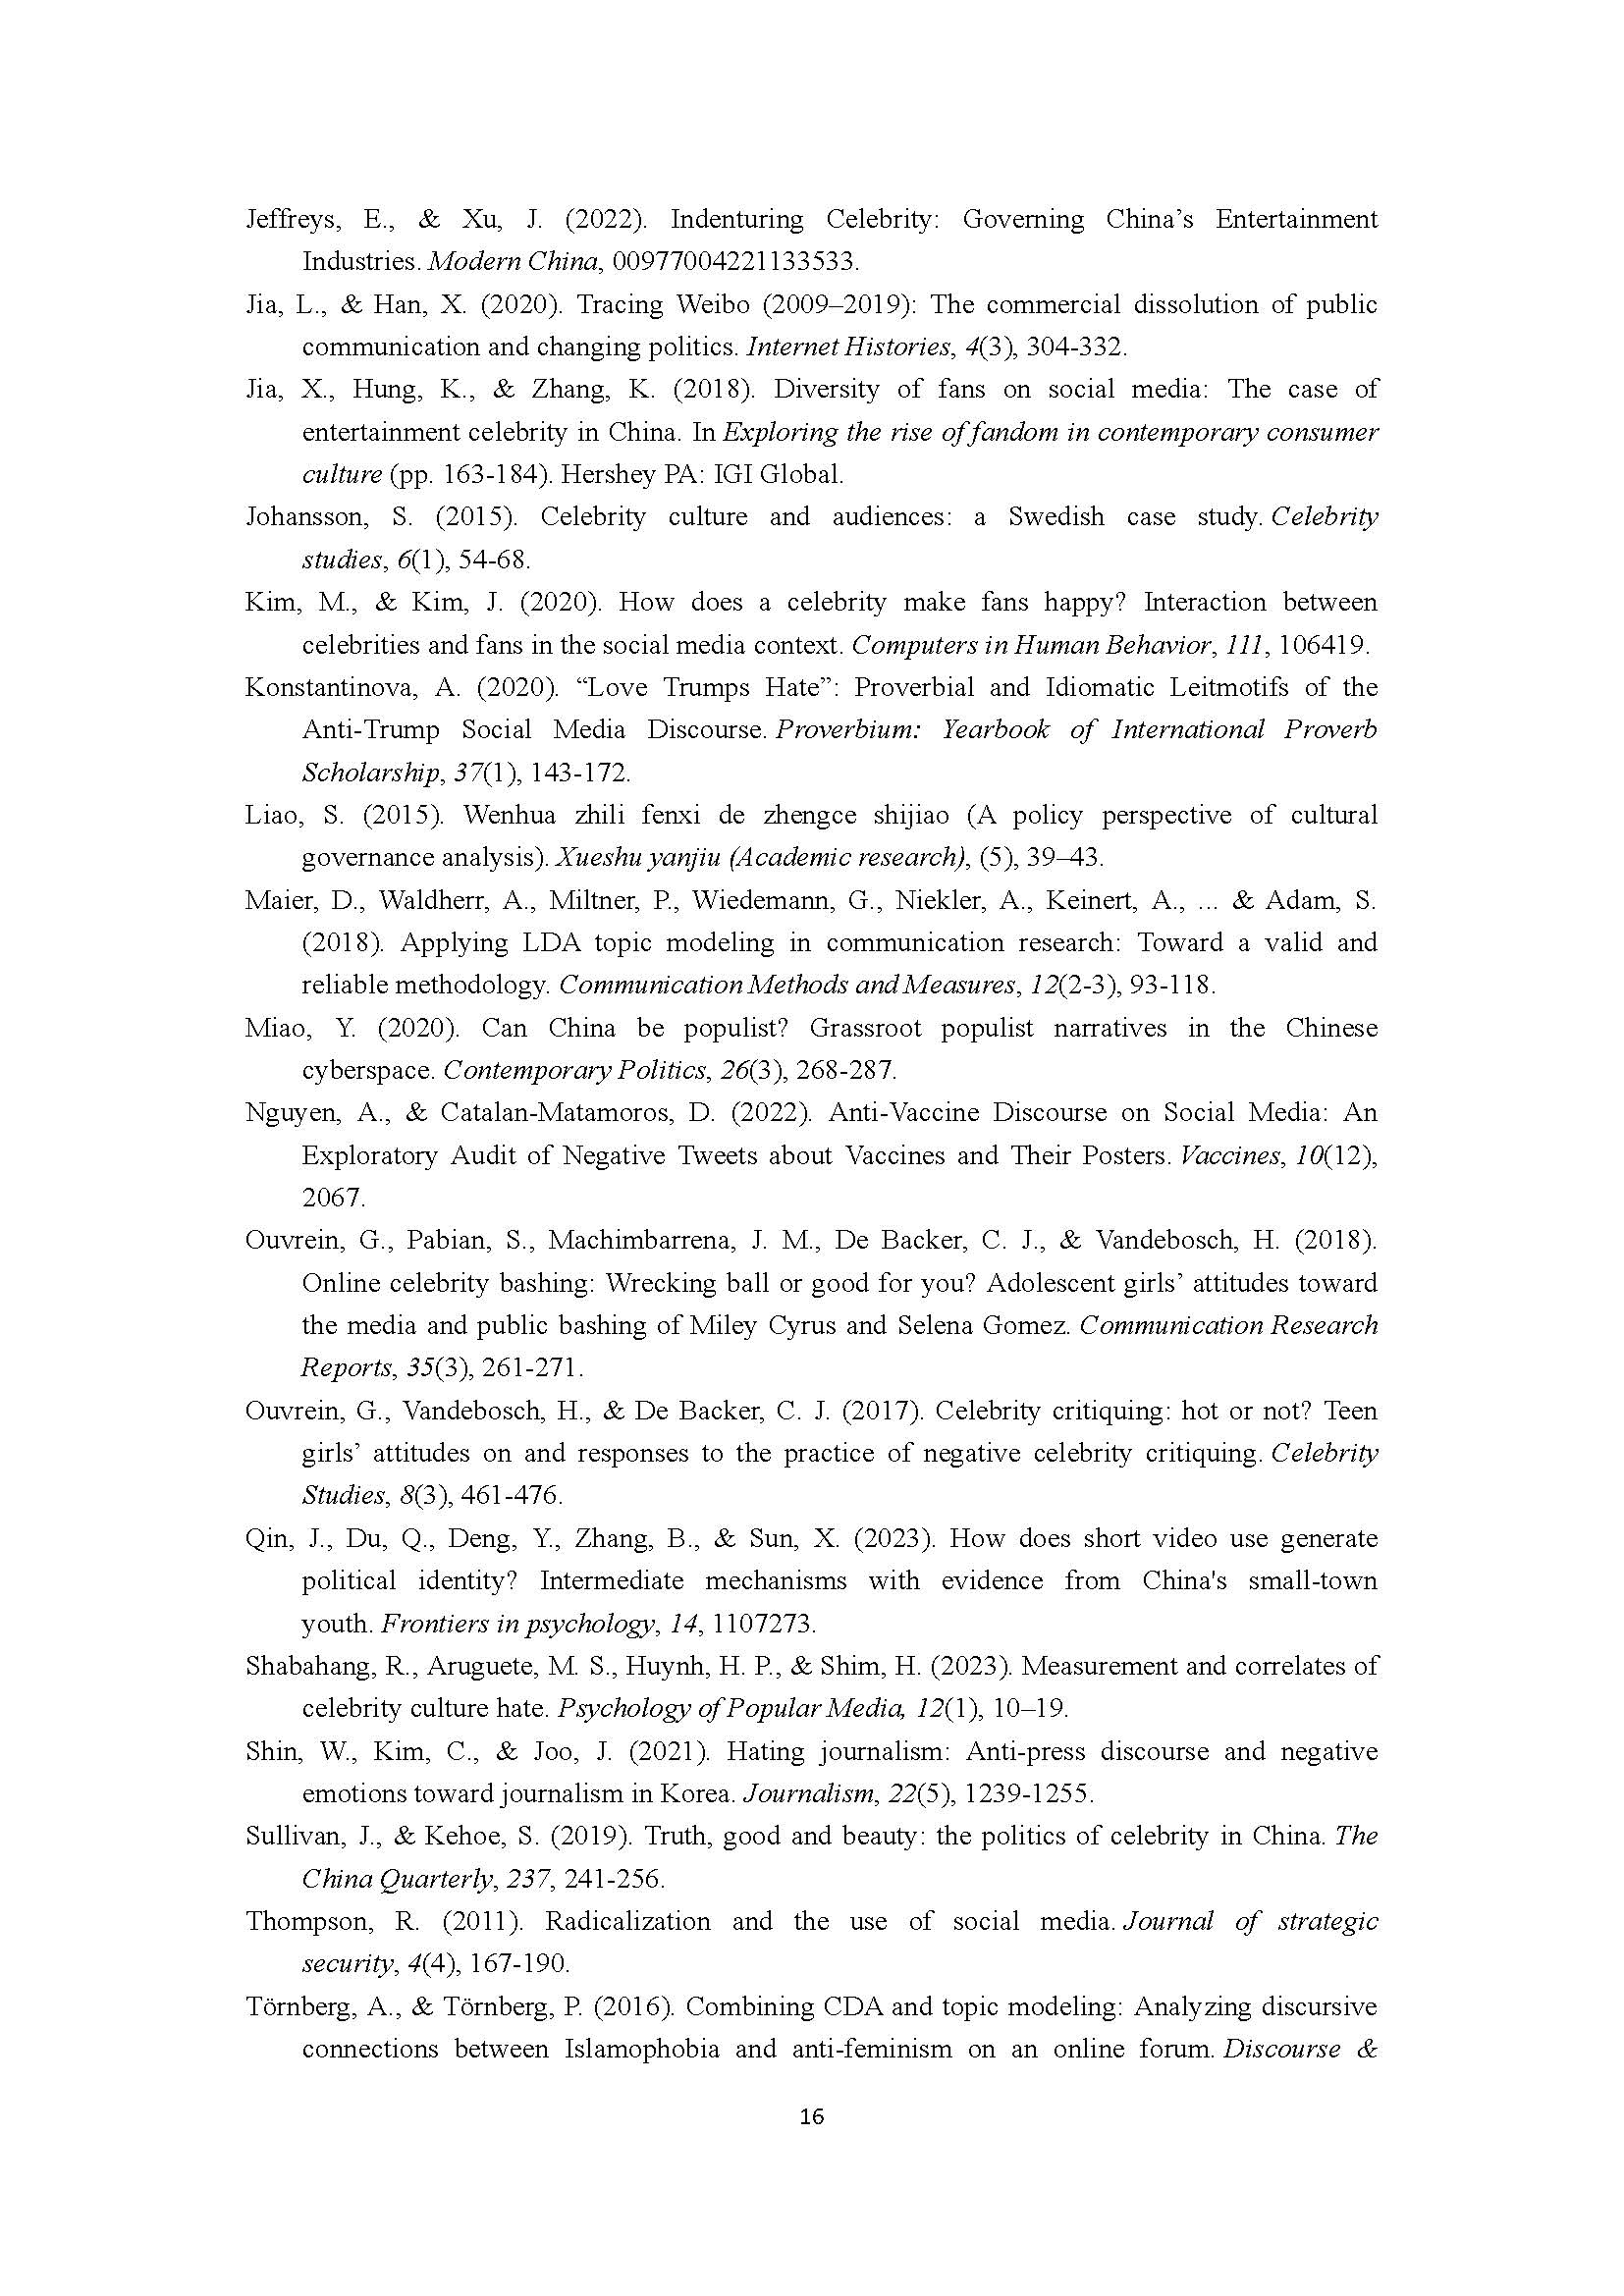 Jeffreys, E., & Xu, J. (2022). Indenturing Celebrity: Governing China’s Entertainment
Industries. Modern China, 00977004221133533.
Jia, L., & Han, X. (2020). Tracing Weibo (2009–2019): The commercial dissolution of public
communication and changing politics. Internet Histories, 4(3), 304-332.
Jia, X., Hung, K., & Zhang, K. (2018). Diversity of fans on social media: The case of
entertainment celebrity in China. In Exploring the rise of fandom in contemporary consumer
culture (pp. 163-184). Hershey PA: IGI Global.
Johansson, S. (2015). Celebrity culture and audiences: a Swedish case study. Celebrity
studies, 6(1), 54-68.
Kim, M., & Kim, J. (2020). How does a celebrity make fans happy? Interaction between
celebrities and fans in the social media context. Computers in Human Behavior, 111, 106419.
Konstantinova, A. (2020). “Love Trumps Hate”: Proverbial and Idiomatic Leitmotifs of the
Anti-Trump Social Media Discourse. Proverbium: Yearbook of International Proverb
Scholarship, 37(1), 143-172.
Liao, S. (2015). Wenhua zhili fenxi de zhengce shijiao (A policy perspective of cultural
governance analysis). Xueshu yanjiu (Academic research), (5), 39–43.
Maier, D., Waldherr, A., Miltner, P., Wiedemann, G., Niekler, A., Keinert, A., ... & Adam, S.
(2018). Applying LDA topic modeling in communication research: Toward a valid and
reliable methodology. Communication Methods and Measures, 12(2-3), 93-118.
Miao, Y. (2020). Can China be populist? Grassroot populist narratives in the Chinese
cyberspace. Contemporary Politics, 26(3), 268-287.
Nguyen, A., & Catalan-Matamoros, D. (2022). Anti-Vaccine Discourse on Social Media: An
Exploratory Audit of Negative Tweets about Vaccines and Their Posters. Vaccines, 10(12),
2067.
Ouvrein, G., Pabian, S., Machimbarrena, J. M., De Backer, C. J., & Vandebosch, H. (2018).
Online celebrity bashing: Wrecking ball or good for you? Adolescent girls’ attitudes toward
the media and public bashing of Miley Cyrus and Selena Gomez. Communication Research
Reports, 35(3), 261-271.
Ouvrein, G., Vandebosch, H., & De Backer, C. J. (2017). Celebrity critiquing: hot or not? Teen
girls’ attitudes on and responses to the practice of negative celebrity critiquing. Celebrity
Studies, 8(3), 461-476.
Qin, J., Du, Q., Deng, Y., Zhang, B., & Sun, X. (2023). How does short video use generate
political identity? Intermediate mechanisms with evidence from China's small-town
youth. Frontiers in psychology, 14, 1107273.
Shabahang, R., Aruguete, M. S., Huynh, H. P., & Shim, H. (2023). Measurement and correlates of
celebrity culture hate. Psychology of Popular Media, 12(1), 10–19.
Shin, W., Kim, C., & Joo, J. (2021). Hating journalism: Anti-press discourse and negative
emotions toward journalism in Korea. Journalism, 22(5), 1239-1255.
Sullivan, J., & Kehoe, S. (2019). Truth, good and beauty: the politics of celebrity in China. The
China Quarterly, 237, 241-256.
Thompson, R. (2011). Radicalization and the use of social media. Journal of strategic
security, 4(4), 167-190.
Törnberg, A., & Törnberg, P. (2016). Combining CDA and topic modeling: Analyzing discursive
connections between Islamophobia and anti-feminism on an online forum. Discourse &
16